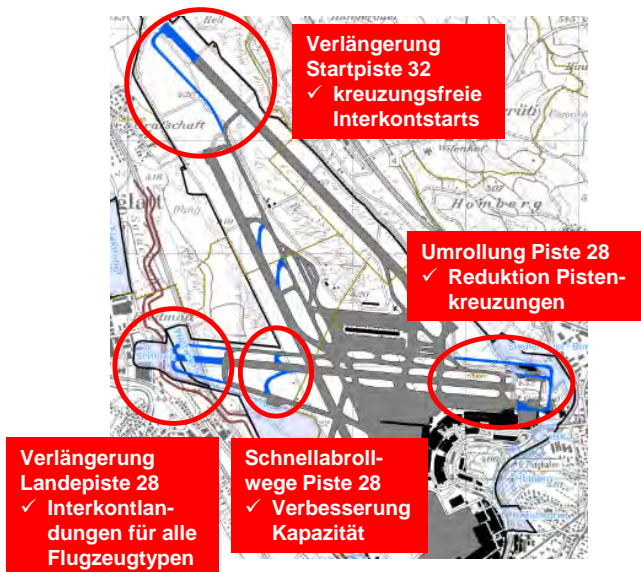 Verlängerung
Startpiste 32
✓ kreuzungsfreie
Interkontstarts
Umrollung Piste 28
✓ Reduktion Pisten-
kreuzungen
Verlängerung
Landepiste 28
✓ Interkontlan-
dungen für alle
Flugzeugtypen
Schnellabroll-
wege Piste 28
✓ Verbesserung
Kapazität
Homberg